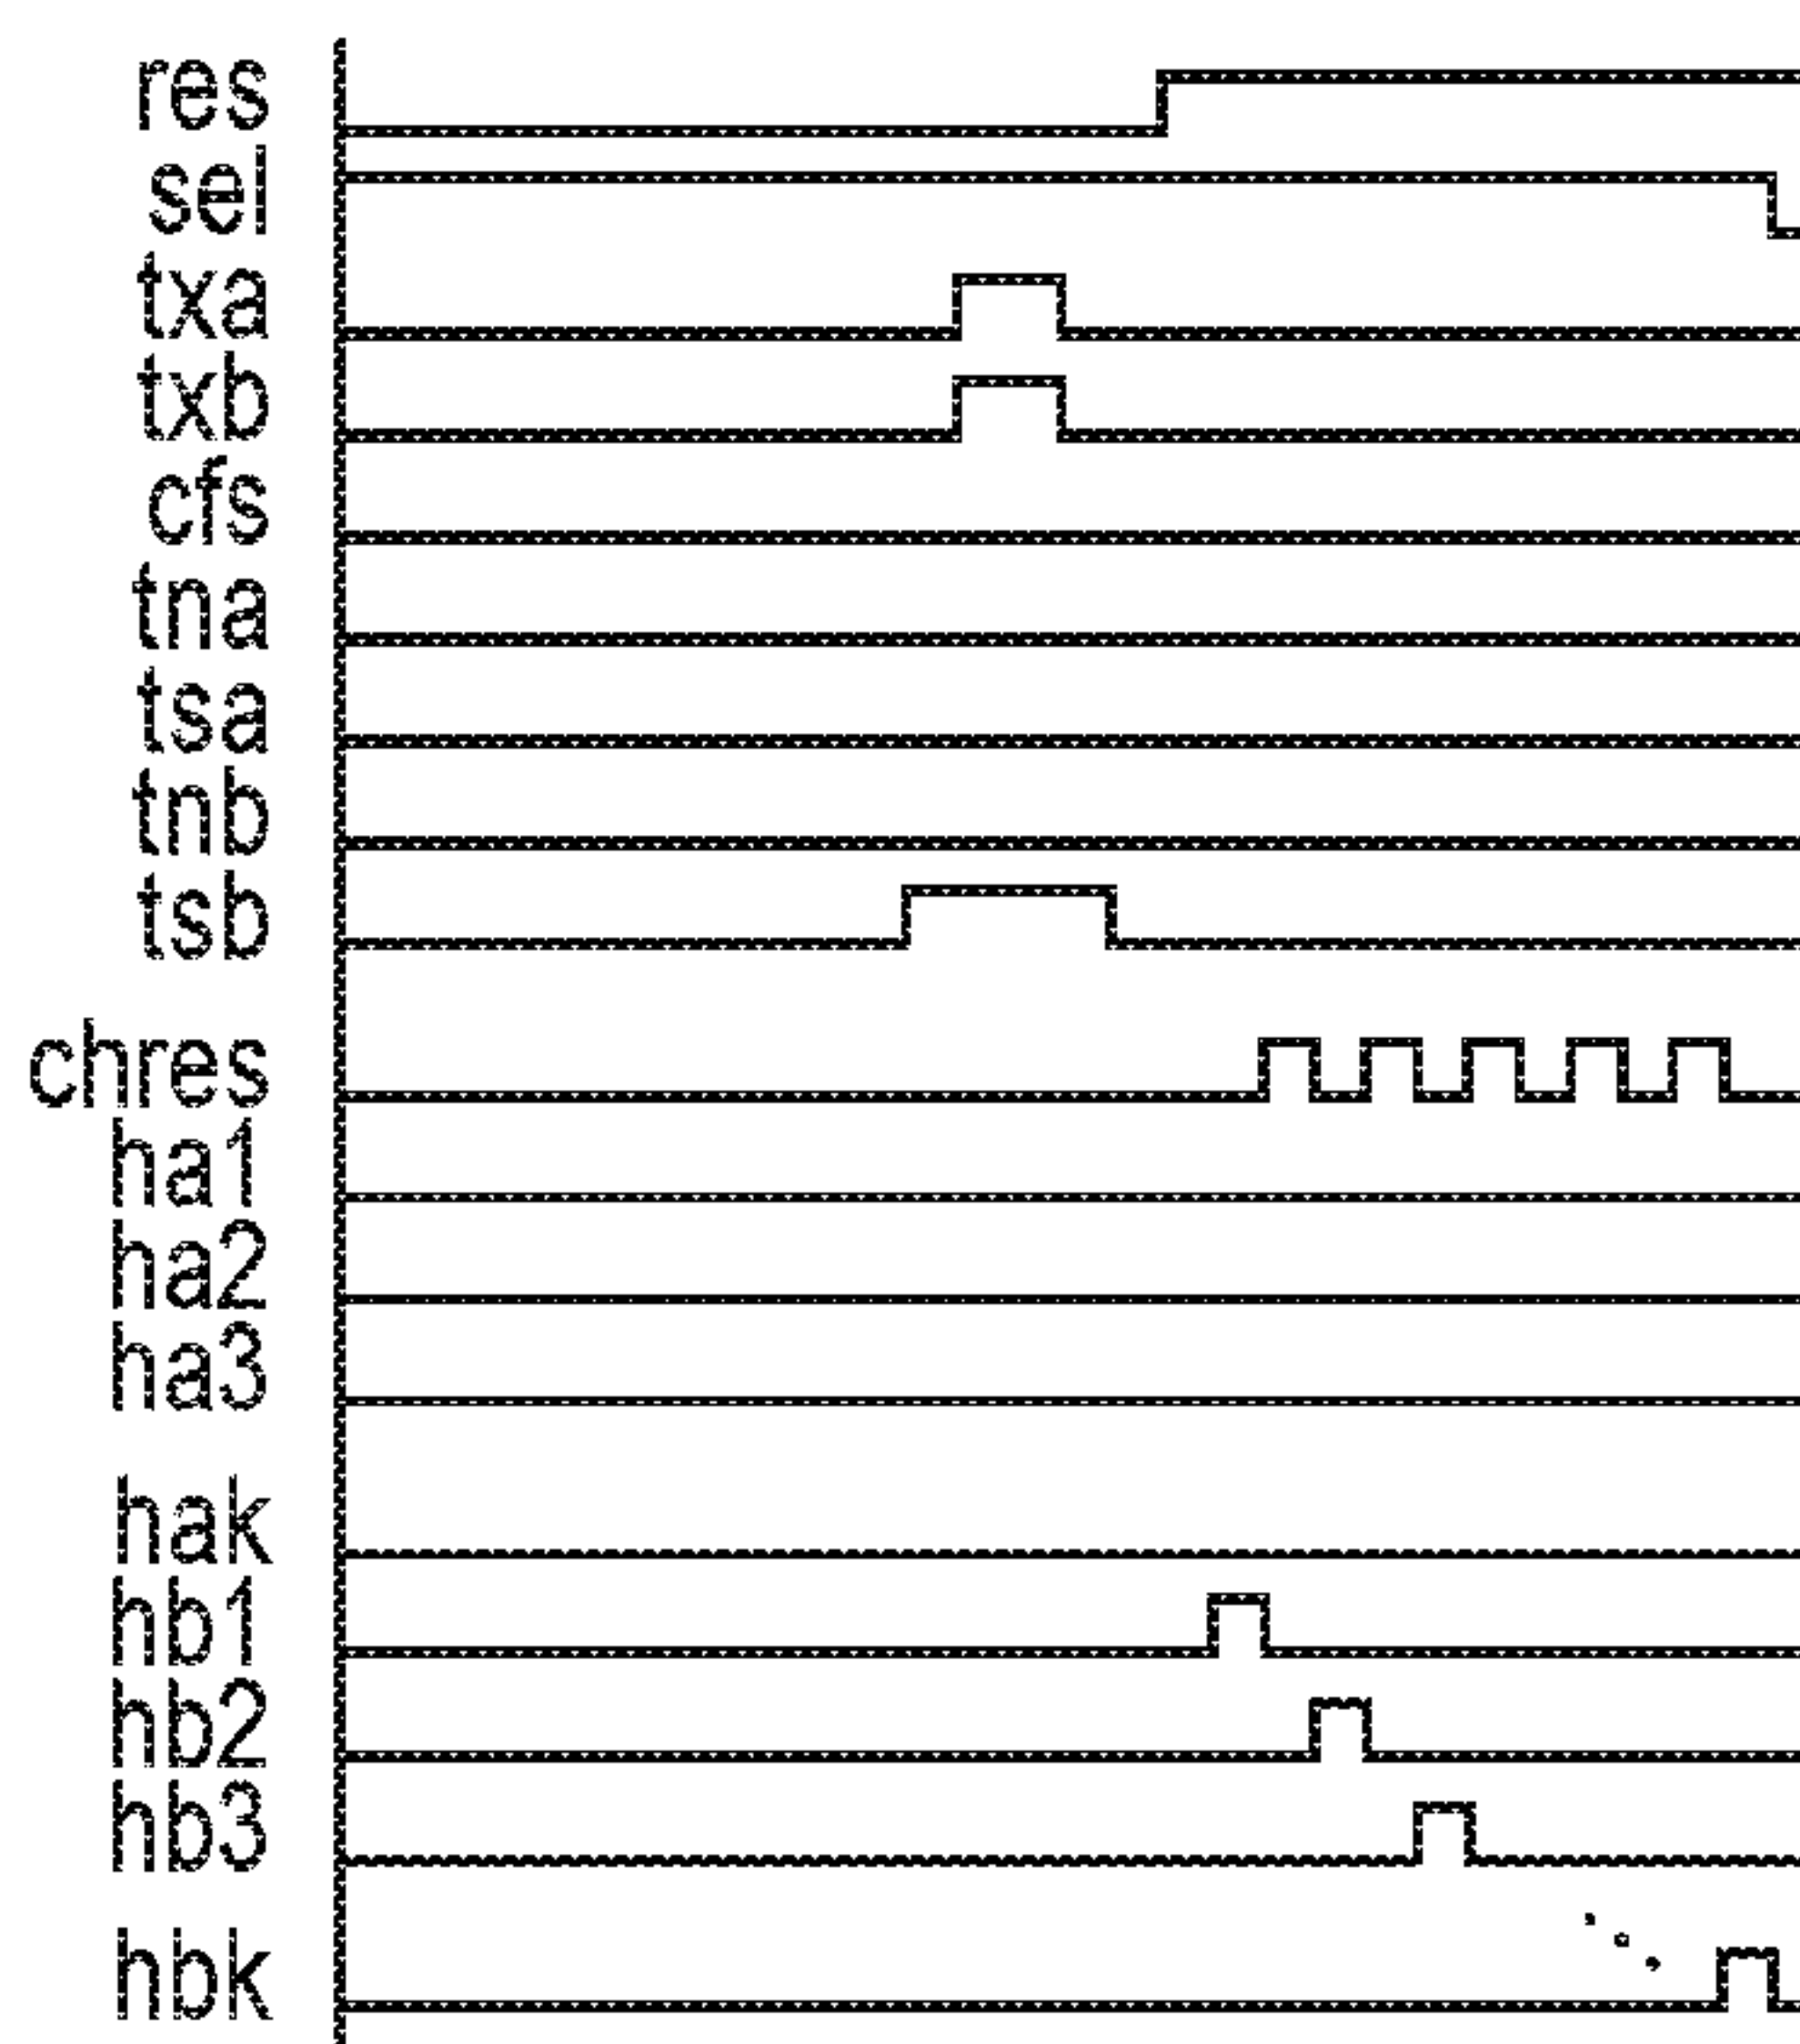 res
sel
txa
txb
cfs
tna
tsa
tnb
tsb
chres
ha1
ha2
ha3
hak
hb1
hb2
hb3
hbk